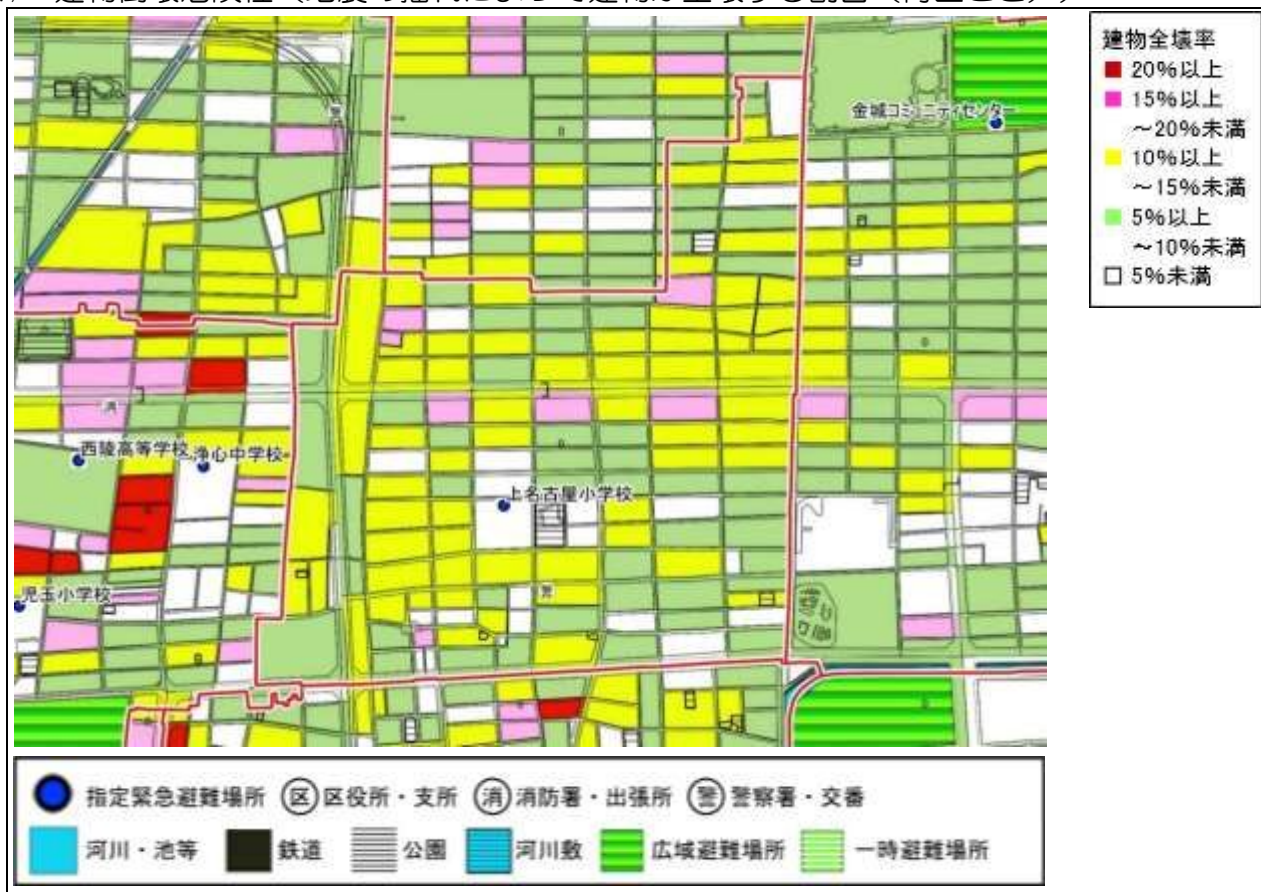 建物全壊率
20%以上
15%以上
～20%未満
10%以上
～15%未満
5%以上
～10%未満
5%未満
金城コミュニティセンター
西陵高等学校
浄心中学校
上名古屋小学校
児玉小学校
消
警
指定緊急避難場所 区 区役所・支所 消 消防署・出張所 警 警察署・交番
河川・池等 鉄道 公園 河川敷 広域避難場所 一時避難場所